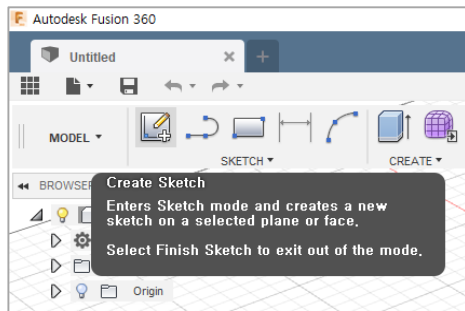 Autodesk Fusion 360
Untitled
MODEL
SKETCH
CREATE
BROWSE
Create Sketch
Enters Sketch mode and creates a new
sketch on a selected plane or face.
Select Finish Sketch to exit out of the mode.
Origin